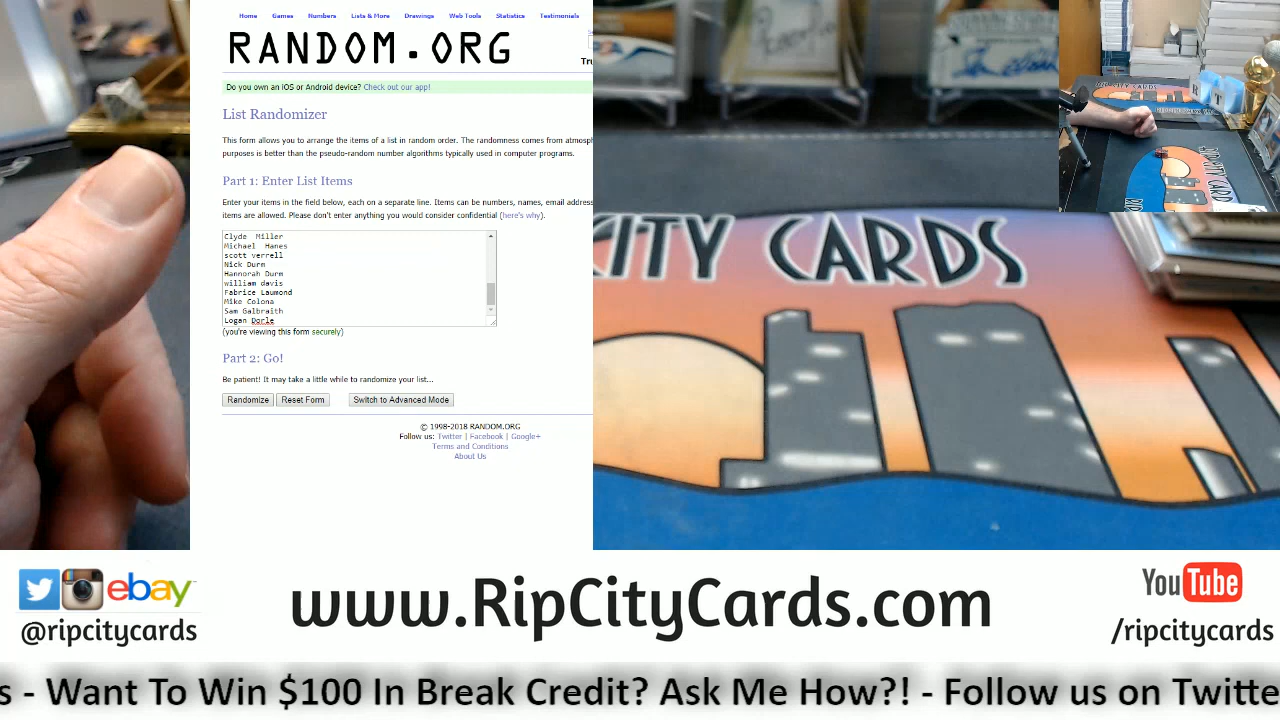 Home Games Numbers Lists & More Drawings Web Tools Statistics Testimonials
RANDOM.ORG
Tru
Do you own an iOS or Android device? Check out our app!
List Randomizer
This form allows you to arrange the items of a list in random order. The randomness comes from atmosph
purposes is better than the pseudo-random number algorithms typically used in computer programs.
Part 1: Enter List Items
Enter your items in the field below, each on a separate line. Items can be numbers, names, email addresse
items are allowed. Please don't enter anything you would consider confidential (here's why).
Clyde Miller
Michael Hanes
scott verrell
Nick Durm
Hannorah Durm
william davis
Fabrice Laumond
Mike Colona
Sam Galbraith
Logan Dorle
(you're viewing this form securely)
Part 2: Go!
Be patient! It may take a little while to randomize your list...
Randomize Reset Form Switch to Advanced Mode
© 1998-2018 RANDOM.ORG
Follow us: Twitter | Facebook | Google+
Terms and Conditions
About Us
CITY CARDS
CITY CARDS
ebay
@ripcitycards
www.RipCityCards.com
YouTube
/ripcitycards
s - Want To Win $100 In Break Credit? Ask Me How?! - Follow us on Twitte